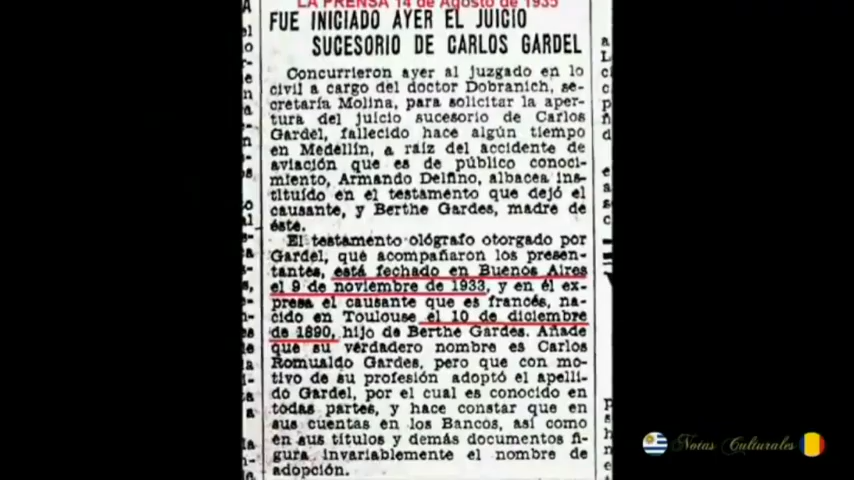 LA PRENSA 14 de Agosto de 1935
FUE INICIADO AYER EL JUICIO
SUCESORIO DE CARLOS GARDEL
Concurrieron ayer al juzgado en lo
civil a cargo del doctor Dobranich, se-
cretaría Molina, para solicitar la aper-
tura del juicio sucesorio de Carlos
Gardel, fallecido hace algún tiempo
en Medellín, a raíz del accidente de
aviación que es de público conoci-
miento, Armando Delfino, albacea ins-
tituído en el testamento que dejó el
causante, y Berthe Gardes, madre de
éste.
El testamento ológrafo otorgado por
Gardel, que acompañaron los presen-
tantes, está fechado en Buenos Aires
el 9 de noviembre de 1933, y en él ex-
presa el causante que es francés, na-
cido en Toulouse el 10 de diciembre
de 1890, hijo de Berthe Gardes. Añade
que su verdadero nombre es Carlos
Romualdo Gardes, pero que con mo-
tivo de su profesión adoptó el apelli-
do Gardel, por el cual es conocido en
todas partes, y hace constar que en
sus cuentas en los Bancos, así como
en sus títulos y demás documentos fi-
gura invariablemente el nombre de
adopción.
Notas Culturales